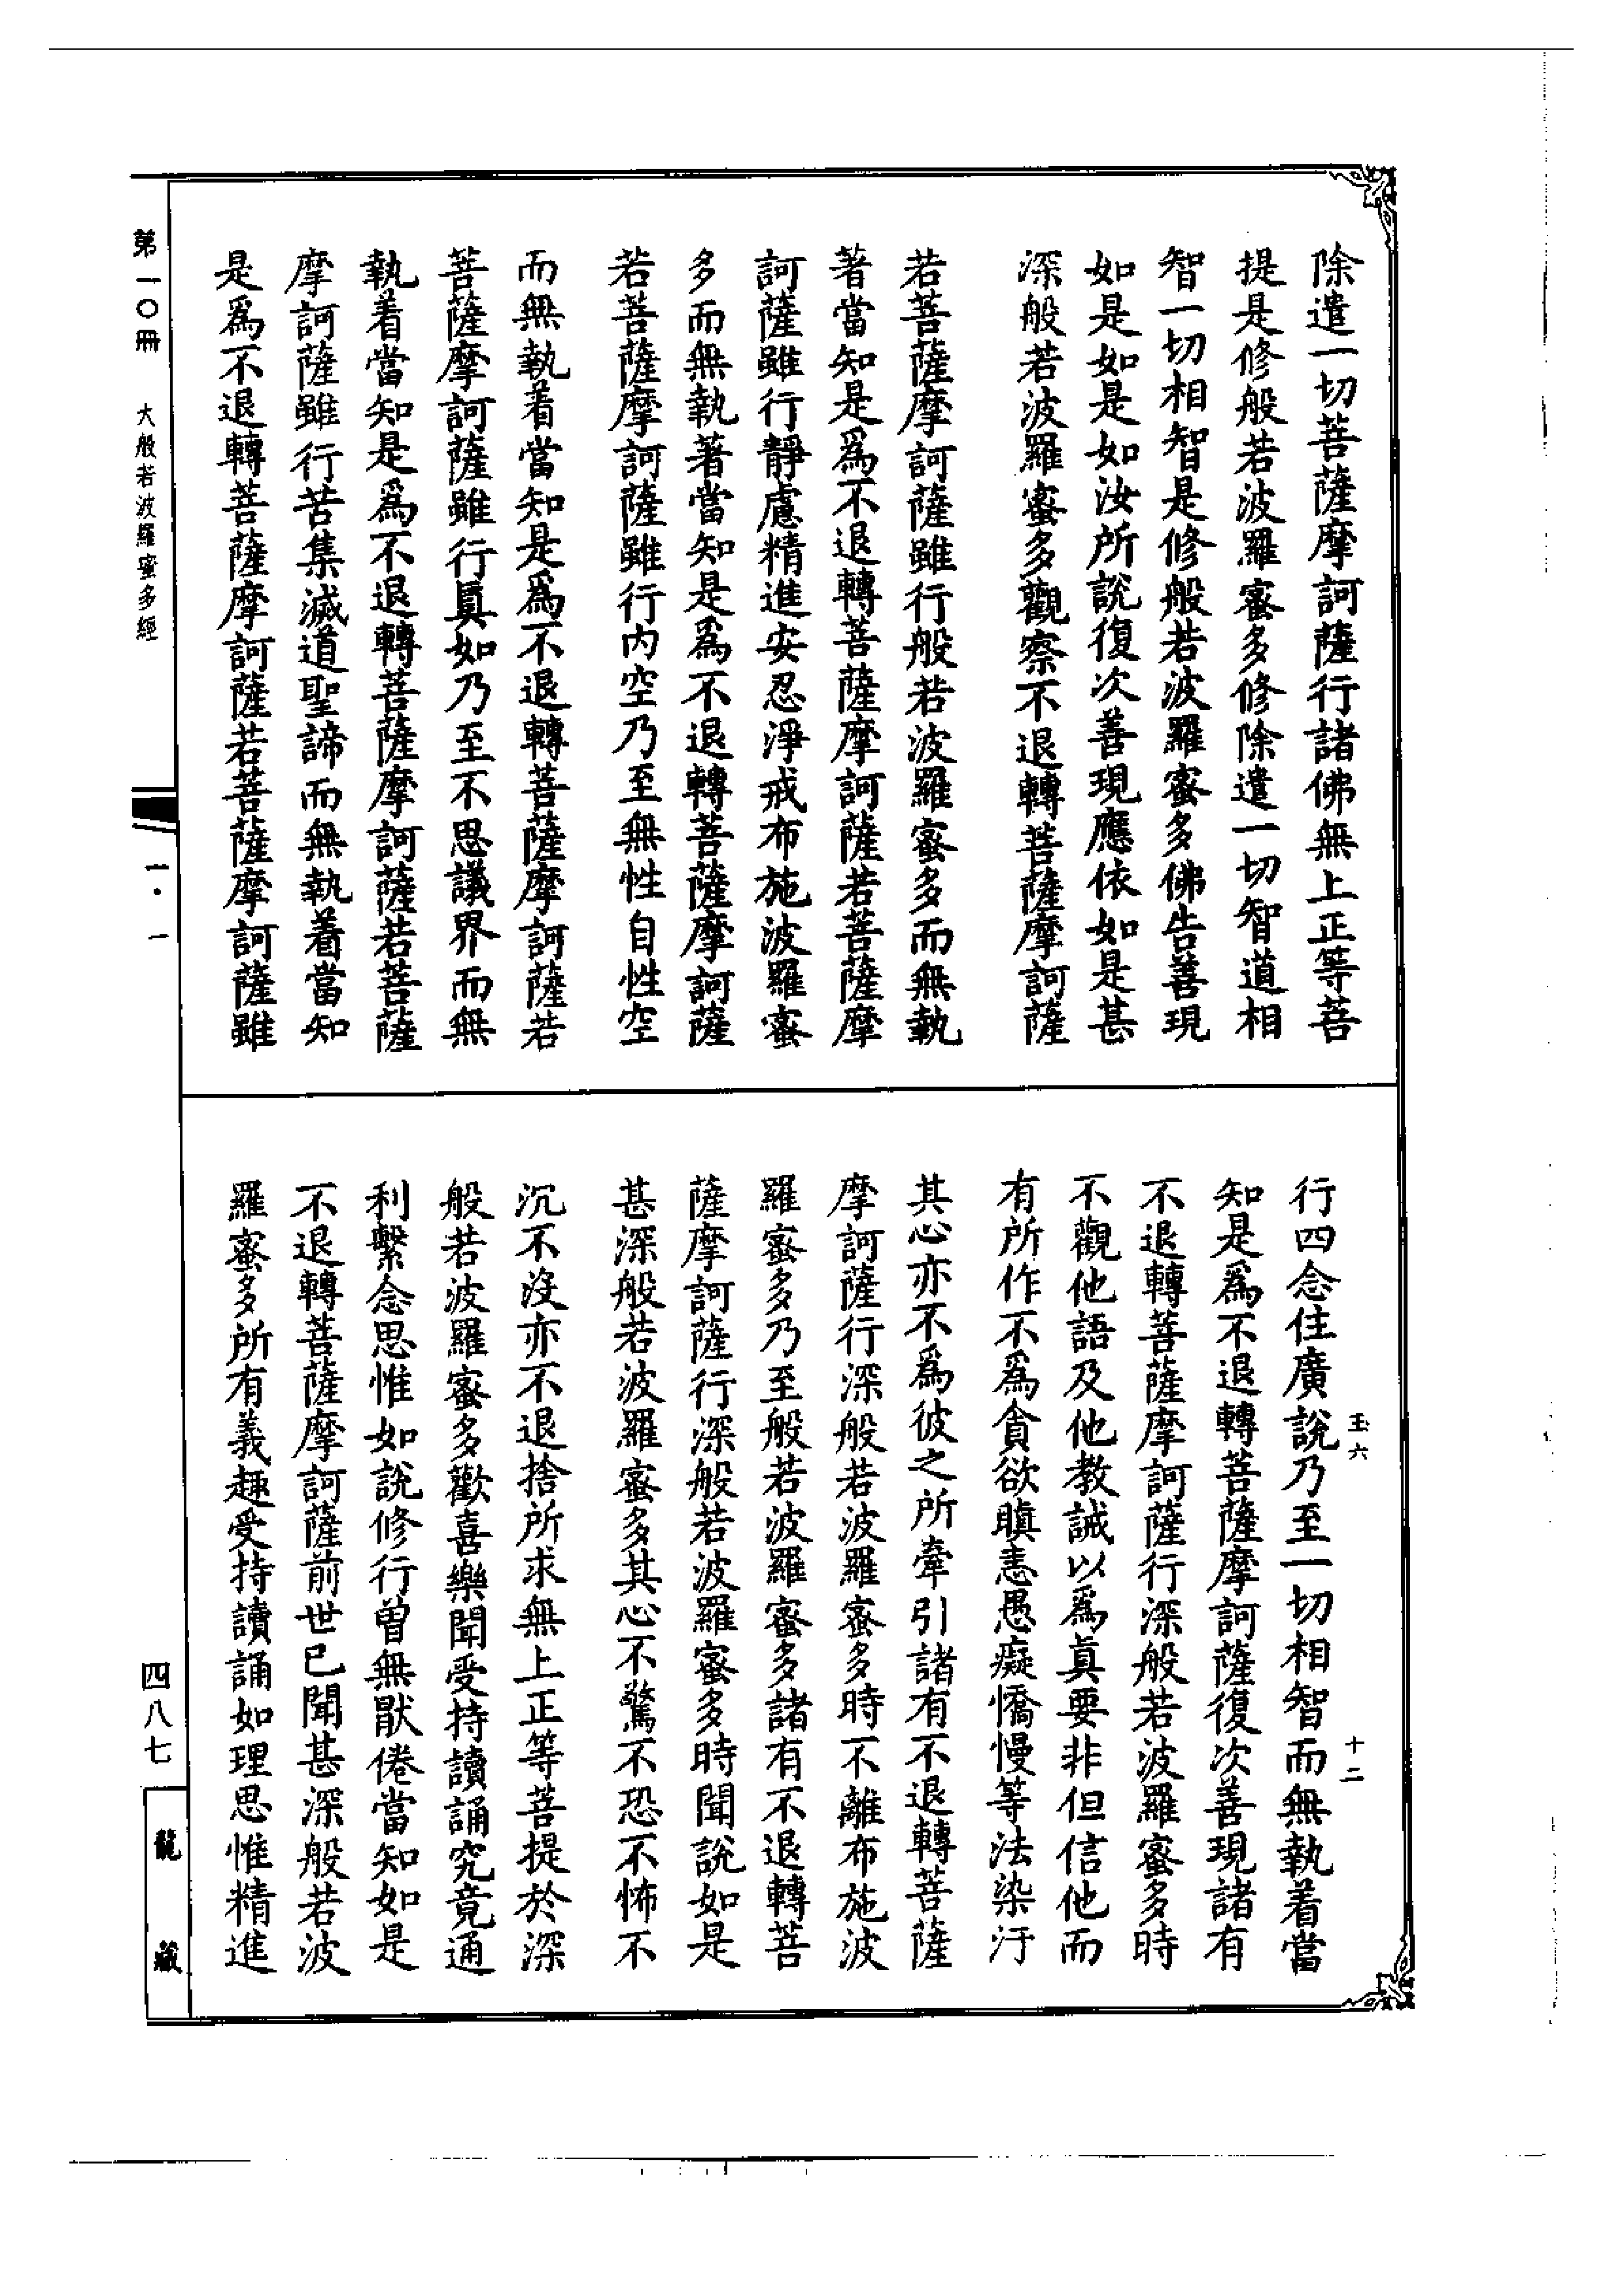 除遣一切菩薩摩訶薩行諸佛無上正等菩
提是修般若波羅蜜多修除遣一切智道相
智一切相智是修般若波羅蜜多佛告善現
如是如是如汝所說復次善現應依如是甚
深般若波羅蜜多觀察不退轉菩薩摩訶薩
若菩薩摩訶薩雖行般若波羅蜜多而無執
著當知是爲不退轉菩薩摩訶薩若菩薩摩
訶薩雖行靜慮精進安忍淨戒布施波羅蜜
多而無執著當知是爲不退轉菩薩摩訶薩
若菩薩摩訶薩雖行内空乃至無性自性空
而無執着當知是爲不退轉菩薩摩訶薩若
菩薩摩訶薩雖行眞如乃至不思議界而無
執着當知是爲不退轉菩薩摩訶薩若菩薩
摩訶薩雖行苦集滅道聖諦而無執着當知
是爲不退轉菩薩摩訶薩若菩薩摩訶薩雖
行四念住廣說乃至一切相智而無執着當
知是爲不退轉菩薩摩訶薩復次善現諸有
不退轉菩薩摩訶薩行深般若波羅蜜多時
不觀他語及他教誡以爲眞要非但信他而
有所作不爲貪欲瞋恚愚癡憍慢等法染汙
其心亦不爲彼之所牽引諸有不退轉菩薩
摩訶薩行深般若波羅蜜多時不離布施波
羅蜜多乃至般若波羅蜜多諸有不退轉菩
薩摩訶薩行深般若波羅蜜多時聞說如是
甚深般若波羅蜜多其心不驚不恐不怖不
沉不沒亦不退捨所求無上正等菩提於深
般若波羅蜜多歡喜樂聞受持讀誦究竟通
利繫念思惟如說修行曾無猒倦當知如是
不退轉菩薩摩訶薩前世已聞甚深般若波
羅蜜多所有義趣受持讀誦如理思惟精進
玉六
十二
第一〇冊 大般若波羅蜜多經
一·一
四八七
龍藏